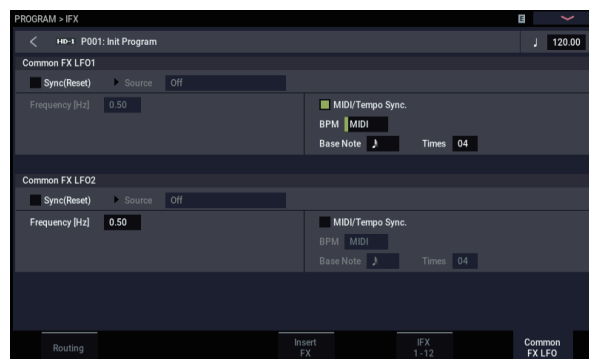 PROGRAM > IFX E
HD-1 P001: Init Program ♩ 120.00
Common FX LFO1
Sync(Reset) Source Off
Frequency [Hz] 0.50
MIDI/Tempo Sync.
BPM MIDI
Base Note ♪ Times 04
Common FX LFO2
Sync(Reset) Source Off
Frequency [Hz] 0.50
MIDI/Tempo Sync.
BPM MIDI
Base Note ♪ Times 04
Routing
Insert
FX
IFX
1 -12
Common
FX LFO